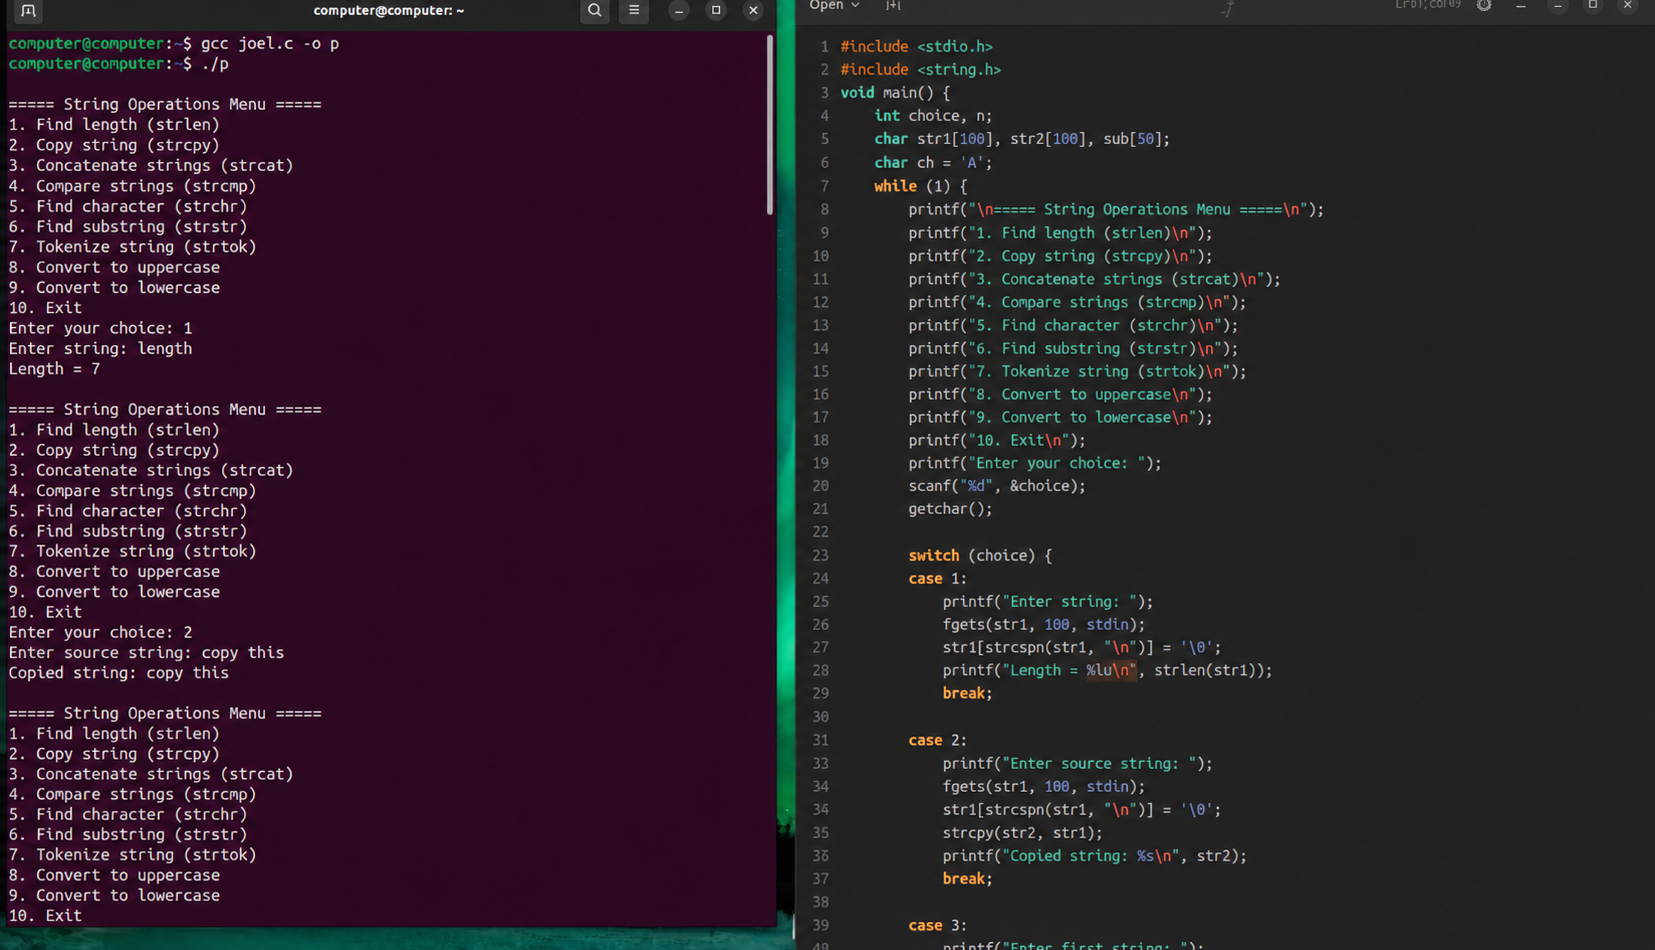 computer@computer: ~
computer@computer:~$ gcc joel.c -o p
computer@computer:~$ ./p
===== String Operations Menu =====
1. Find length (strlen)
2. Copy string (strcpy)
3. Concatenate strings (strcat)
4. Compare strings (strcmp)
5. Find character (strchr)
6. Find substring (strstr)
7. Tokenize string (strtok)
8. Convert to uppercase
9. Convert to lowercase
10. Exit
Enter your choice: 1
Enter string: length
Length = 7
===== String Operations Menu =====
1. Find length (strlen)
2. Copy string (strcpy)
3. Concatenate strings (strcat)
4. Compare strings (strcmp)
5. Find character (strchr)
6. Find substring (strstr)
7. Tokenize string (strtok)
8. Convert to uppercase
9. Convert to lowercase
10. Exit
Enter your choice: 2
Enter source string: copy this
Copied string: copy this
===== String Operations Menu =====
1. Find length (strlen)
2. Copy string (strcpy)
3. Concatenate strings (strcat)
4. Compare strings (strcmp)
5. Find character (strchr)
6. Find substring (strstr)
7. Tokenize string (strtok)
8. Convert to uppercase
9. Convert to lowercase
10. Exit
Open
1 #include <stdio.h>
2 #include <string.h>
3 void main() {
4 int choice, n;
5 char str1[100], str2[100], sub[50];
6 char ch = 'A';
7 while (1) {
8 printf("\n===== String Operations Menu =====\n");
9 printf("1. Find length (strlen)\n");
10 printf("2. Copy string (strcpy)\n");
11 printf("3. Concatenate strings (strcat)\n");
12 printf("4. Compare strings (strcmp)\n");
13 printf("5. Find character (strchr)\n");
14 printf("6. Find substring (strstr)\n");
15 printf("7. Tokenize string (strtok)\n");
16 printf("8. Convert to uppercase\n");
17 printf("9. Convert to lowercase\n");
18 printf("10. Exit\n");
19 printf("Enter your choice: ");
20 scanf("%d", &choice);
21 getchar();
22
23 switch (choice) {
24 case 1:
25 printf("Enter string: ");
26 fgets(str1, 100, stdin);
27 str1[strcspn(str1, "\n")] = '\0';
28 printf("Length = %lu\n", strlen(str1));
29 break;
30
31 case 2:
33 printf("Enter source string: ");
34 fgets(str1, 100, stdin);
34 str1[strcspn(str1, "\n")] = '\0';
35 strcpy(str2, str1);
36 printf("Copied string: %s\n", str2);
37 break;
38
39 case 3:
printf("Enter first string: ");